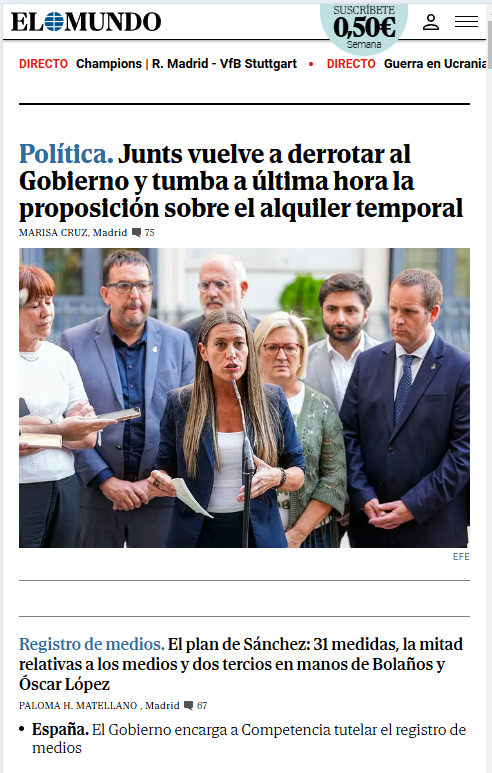 EL MUNDO
SUSCRÍBETE
0,50€
Semana
DIRECTO Champions | R. Madrid - VfB Stuttgart • DIRECTO Guerra en Ucrania
Política. Junts vuelve a derrotar al
Gobierno y tumba a última hora la
proposición sobre el alquiler temporal
MARISA CRUZ, Madrid 75
EFE
Registro de medios. El plan de Sánchez: 31 medidas, la mitad
relativas a los medios y dos tercios en manos de Bolaños y
Óscar López
PALOMA H. MATELLANO , Madrid 67
• España. El Gobierno encarga a Competencia tutelar el registro de
medios